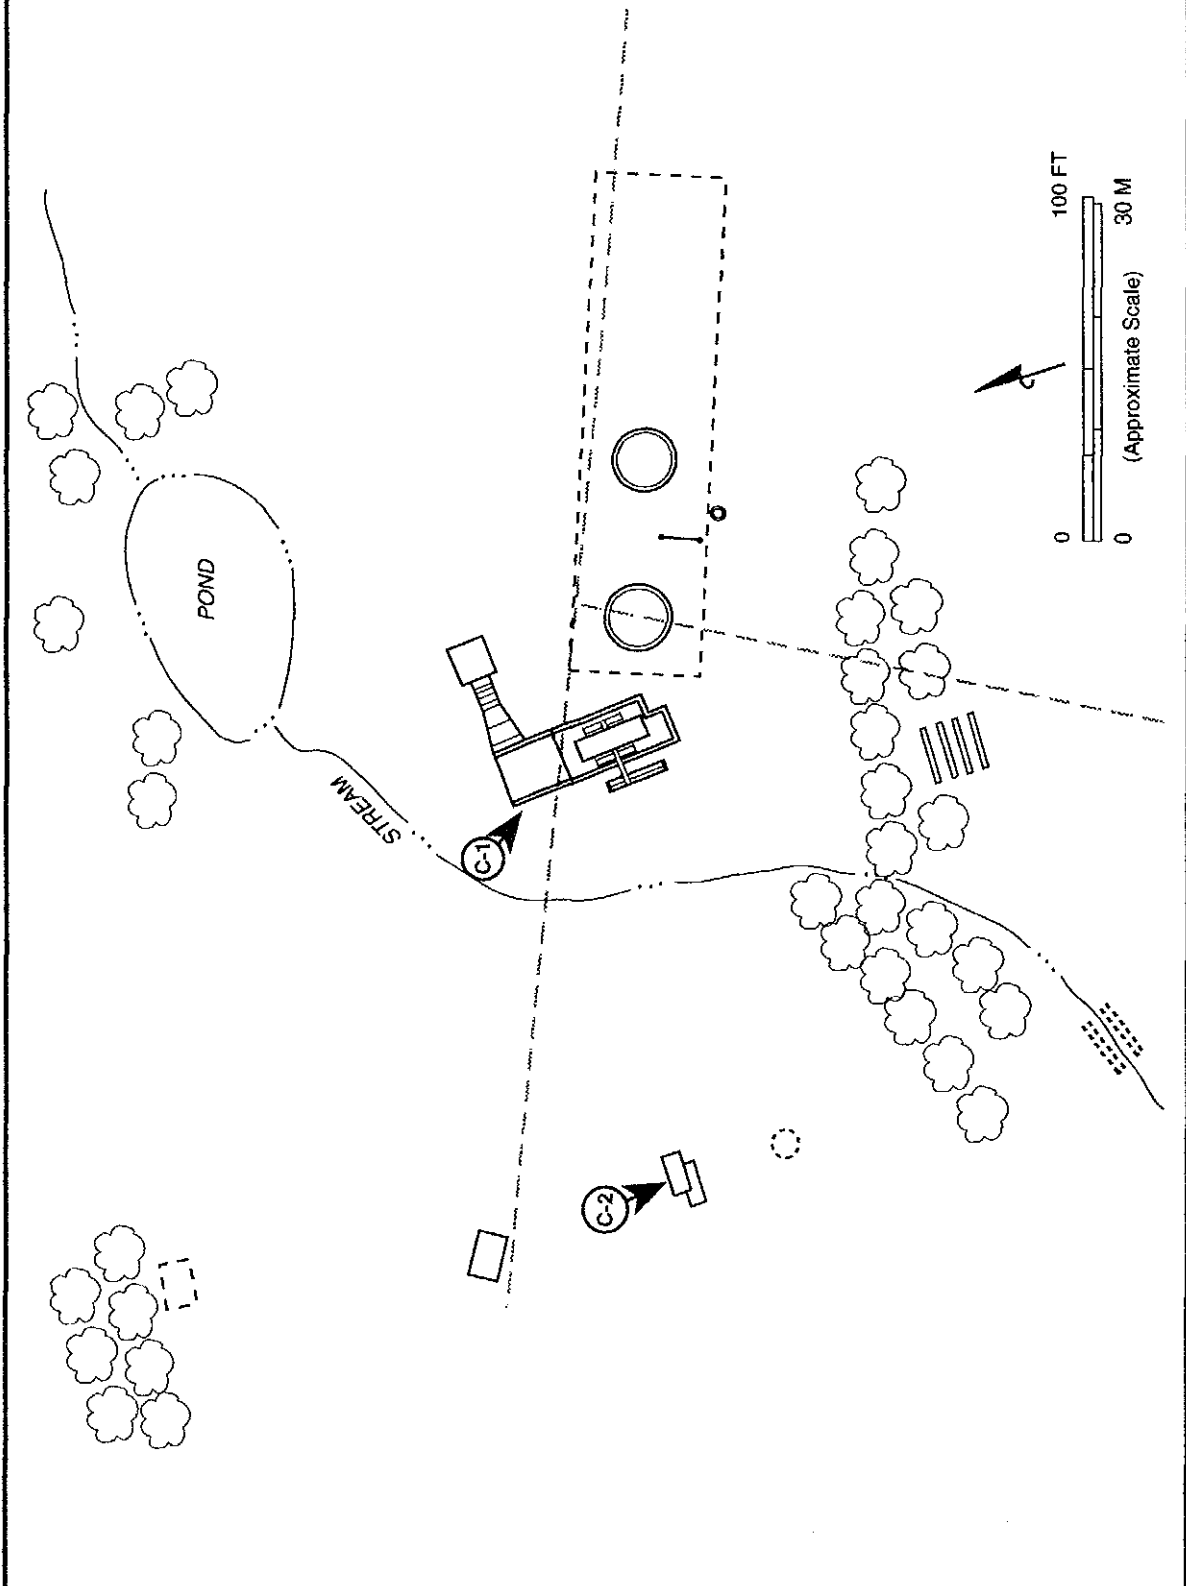 POND
STREAM
C-1
C-2
0 100 FT
0 30 M
(Approximate Scale)